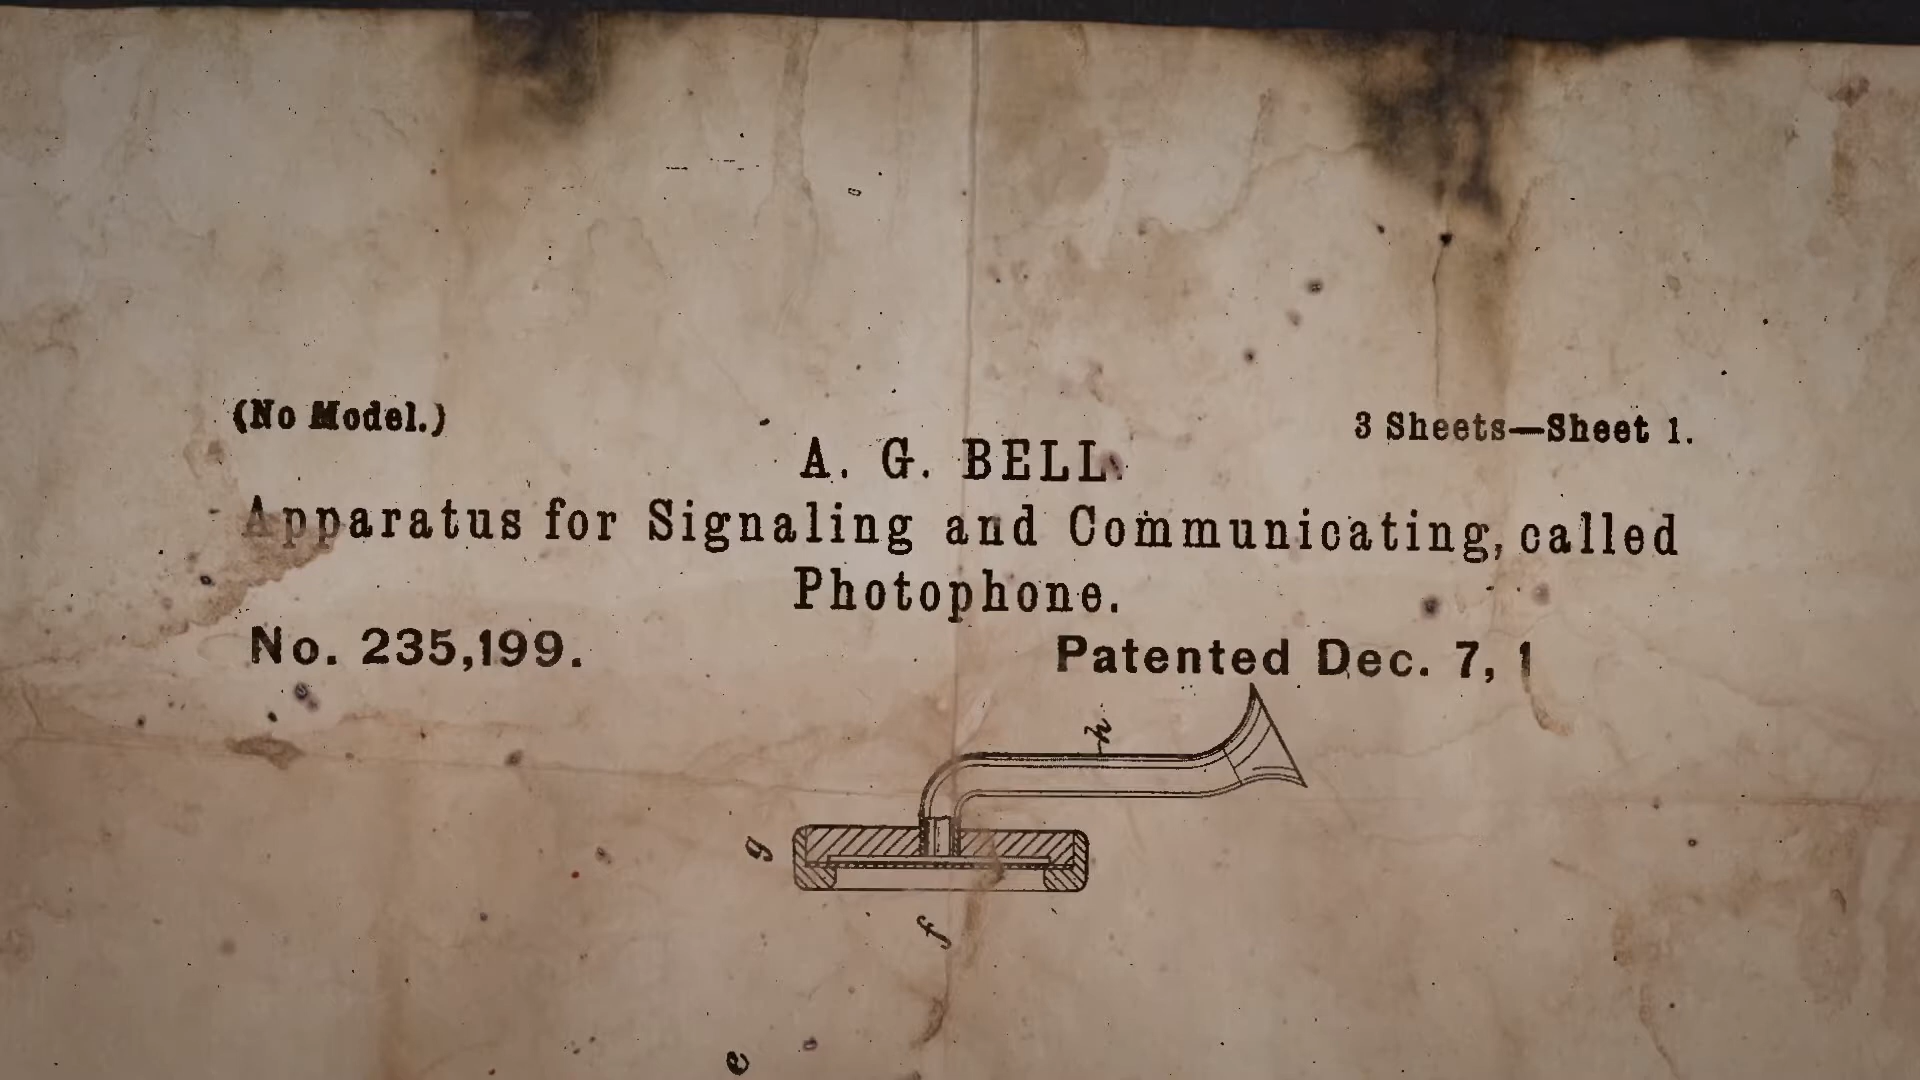 (No Model.)
3 Sheets—Sheet 1.
A. G. BELL.
Apparatus for Signaling and Communicating, called
Photophone.
No. 235,199.
Patented Dec. 7, 1
h
g
f
e